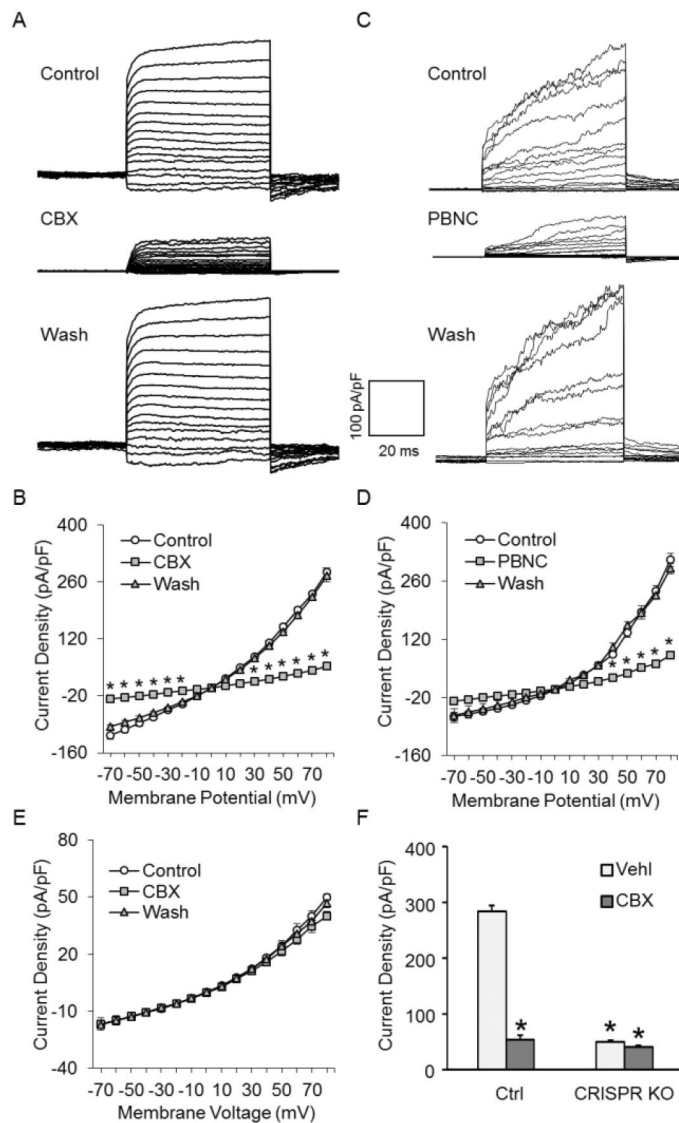 A
C
Control
Control
CBX
PBNC
Wash
Wash
100 pA/pF
20 ms
B
D
400
260
120
-20
-160
Current Density (pA/pF)
Control
CBX
Wash
* * * * * * * * * * * *
-70 -50 -30 -10 10 30 50 70
Membrane Potential (mV)
400
260
120
-20
-160
Current Density (pA/pF)
Control
PBNC
Wash
* * * * *
-70 -50 -30 -10 10 30 50 70
Membrane Potential (mV)
E
F
80
50
20
-10
-40
Current Density (pA/pF)
Control
CBX
Wash
-70 -50 -30 -10 10 30 50 70
Membrane Voltage (mV)
400
300
200
100
50
0
Current Density (pA/pF)
Vehl
CBX
* * *
Ctrl CRISPR KO